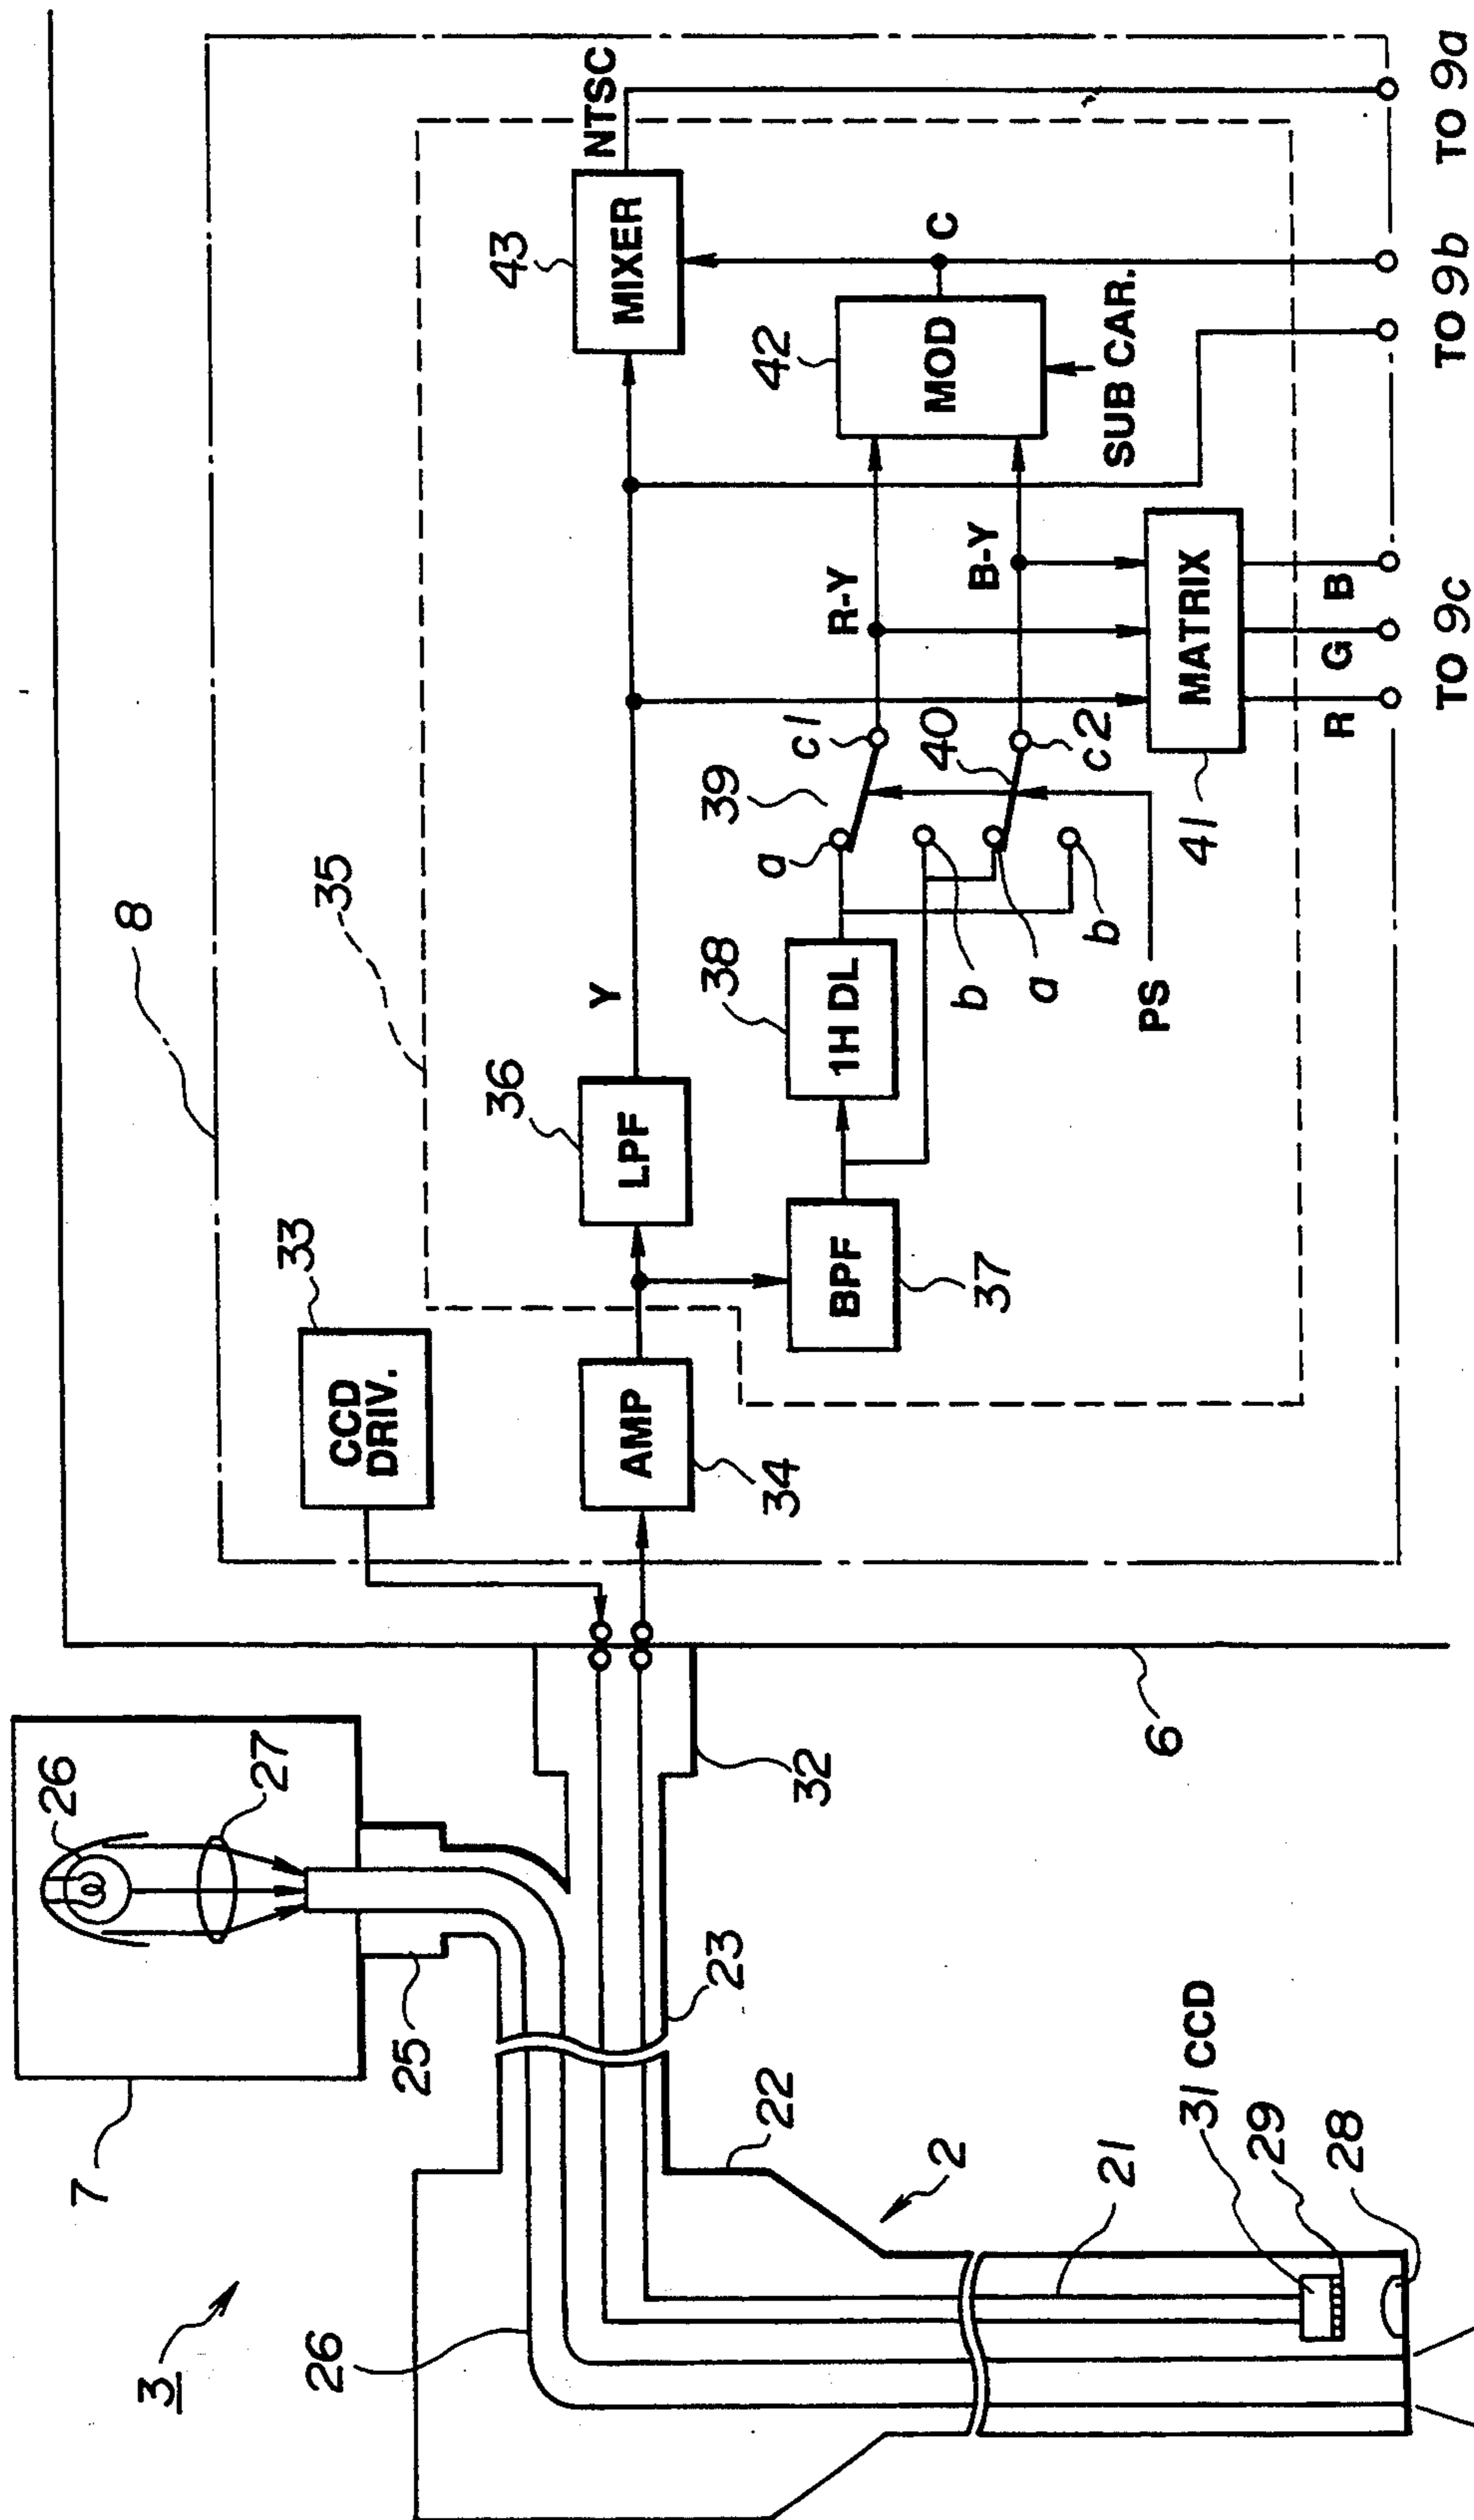 3
7
26
27
25
26
23
22
2
21
31 CCD
29
28
32
6
8
33
CCD
DRIV.
35
AMP
34
36
LPF
Y
BPF
37
38
1H DL
39
a
c1
b
a
b
40
c2
PS
R-Y
B-Y
MATRIX
41
42
MOD
SUB CAR.
C
43
MIXER
NTSC
R
G
B
TO 9c
TO 9b
TO 9a